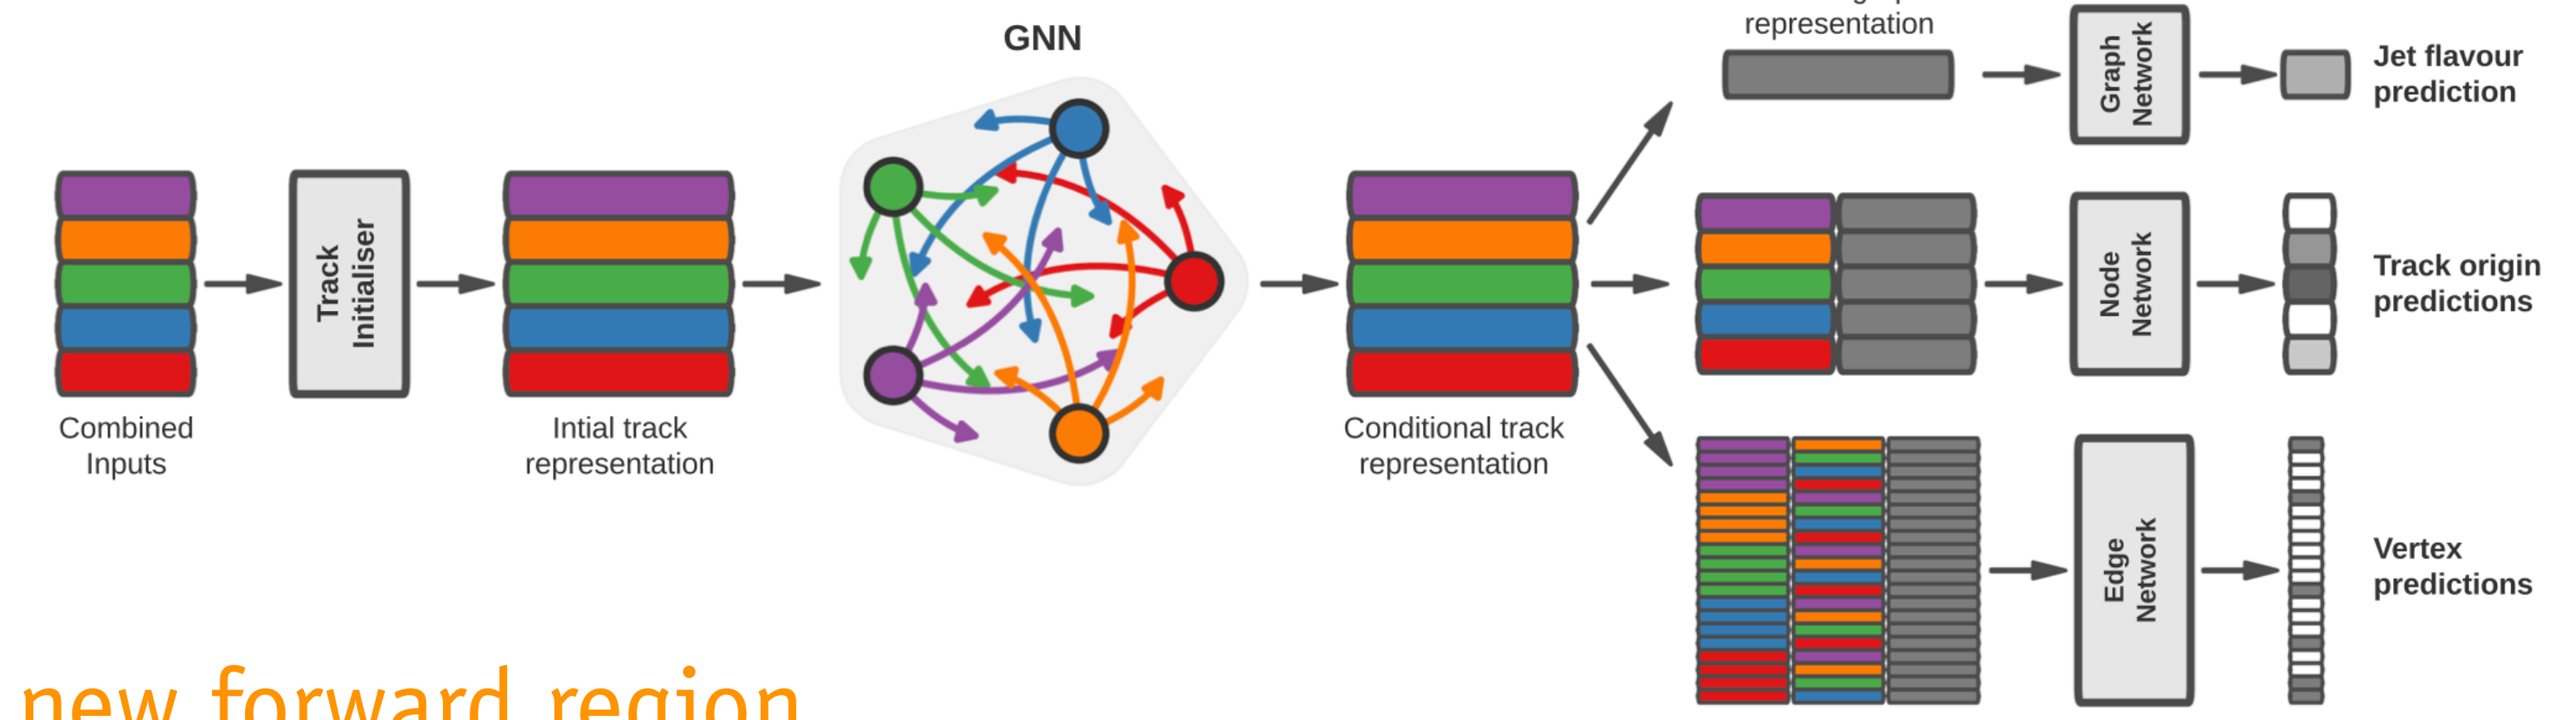 GNN
representation
Graph
Network
Jet flavour
prediction
Track
Initialiser
Combined
Inputs
Intial track
representation
Conditional track
representation
Node
Network
Track origin
predictions
Edge
Network
Vertex
predictions
new forward region